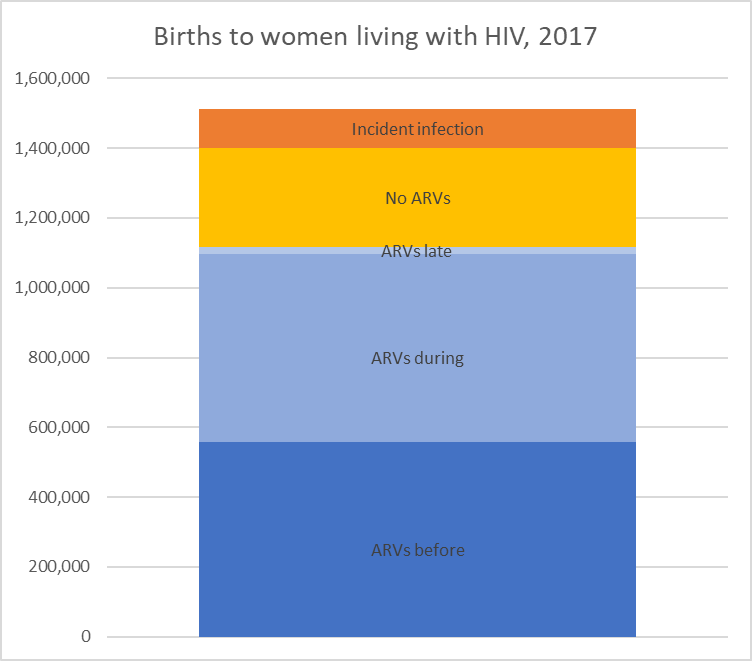 Births to women living with HIV, 2017
1,600,000
1,400,000
1,200,000
1,000,000
800,000
600,000
400,000
200,000
0
Incident infection
No ARVs
ARVs late
ARVs during
ARVs before